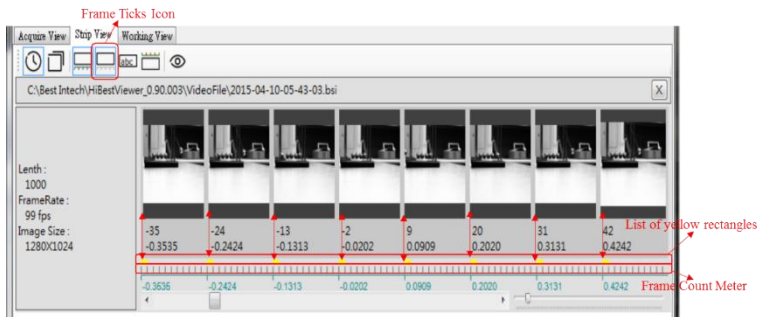 Frame Ticks Icon
Acquire View Strip View Working View
abc
C:\Best Intech\HiBestViewer_0.90.003\VideoFile\2015-04-10-05-43-03.bsi X
Lenth :
1000
FrameRate :
99 fps
Image Size :
1280X1024
-35 -24 -13 -2 9 20 31 42
-0.3535 -0.2424 -0.1313 -0.0202 0.0909 0.2020 0.3131 0.4242
List of yellow rectangles
-0.3636 -0.2424 -0.1313 -0.0202 0.0909 0.2020 0.3131 0.4242
Frame Count Meter